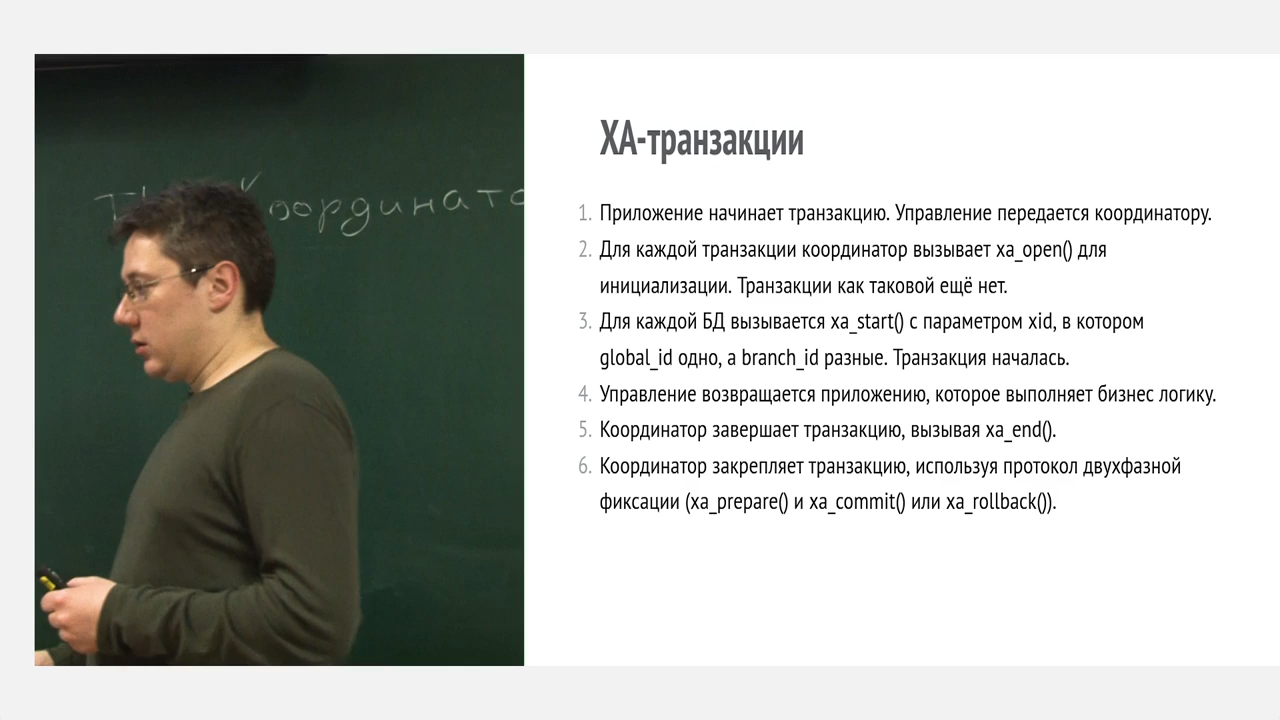 Координато
ХА-транзакции
1. Приложение начинает транзакцию. Управление передается координатору.
2. Для каждой транзакции координатор вызывает xa_open() для
инициализации. Транзакции как таковой ещё нет.
3. Для каждой БД вызывается xa_start() с параметром xid, в котором
global_id одно, а branch_id разные. Транзакция началась.
4. Управление возвращается приложению, которое выполняет бизнес логику.
5. Координатор завершает транзакцию, вызывая xa_end().
6. Координатор закрепляет транзакцию, используя протокол двухфазной
фиксации (xa_prepare() и xa_commit() или xa_rollback()).